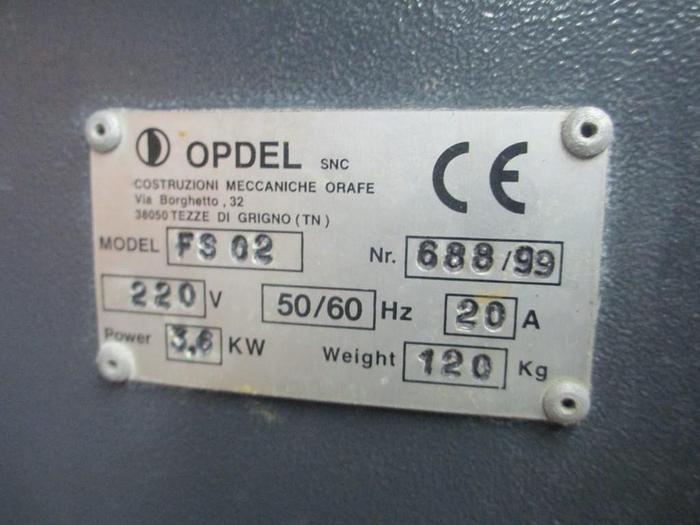 OPDEL SNC
CE
COSTRUZIONI MECCANICHE ORAFE
Via Borghetto, 32
38050 TEZZE DI GRIGNO (TN)
MODEL FS 02 Nr. 688/99
220 V 50/60 Hz 20 A
Power 3,6 KW Weight 120 Kg